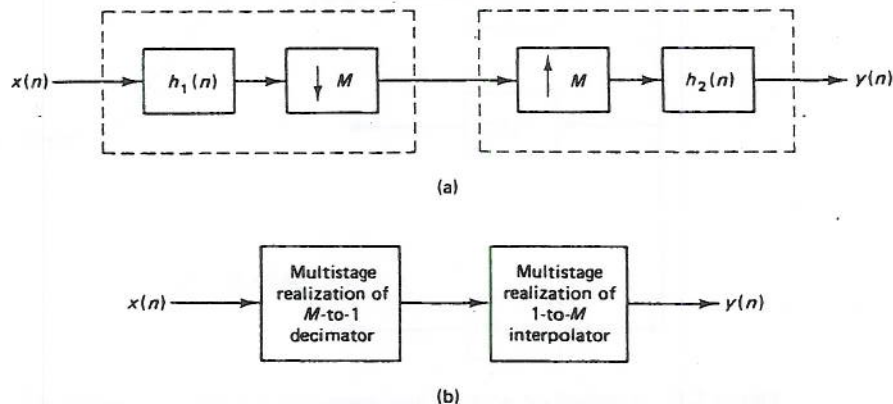 x(n) h₁(n) ↓ M ↑ M h₂(n) y(n)
(a)
x(n) Multistage realization of M-to-1 decimator Multistage realization of 1-to-M interpolator y(n)
(b)